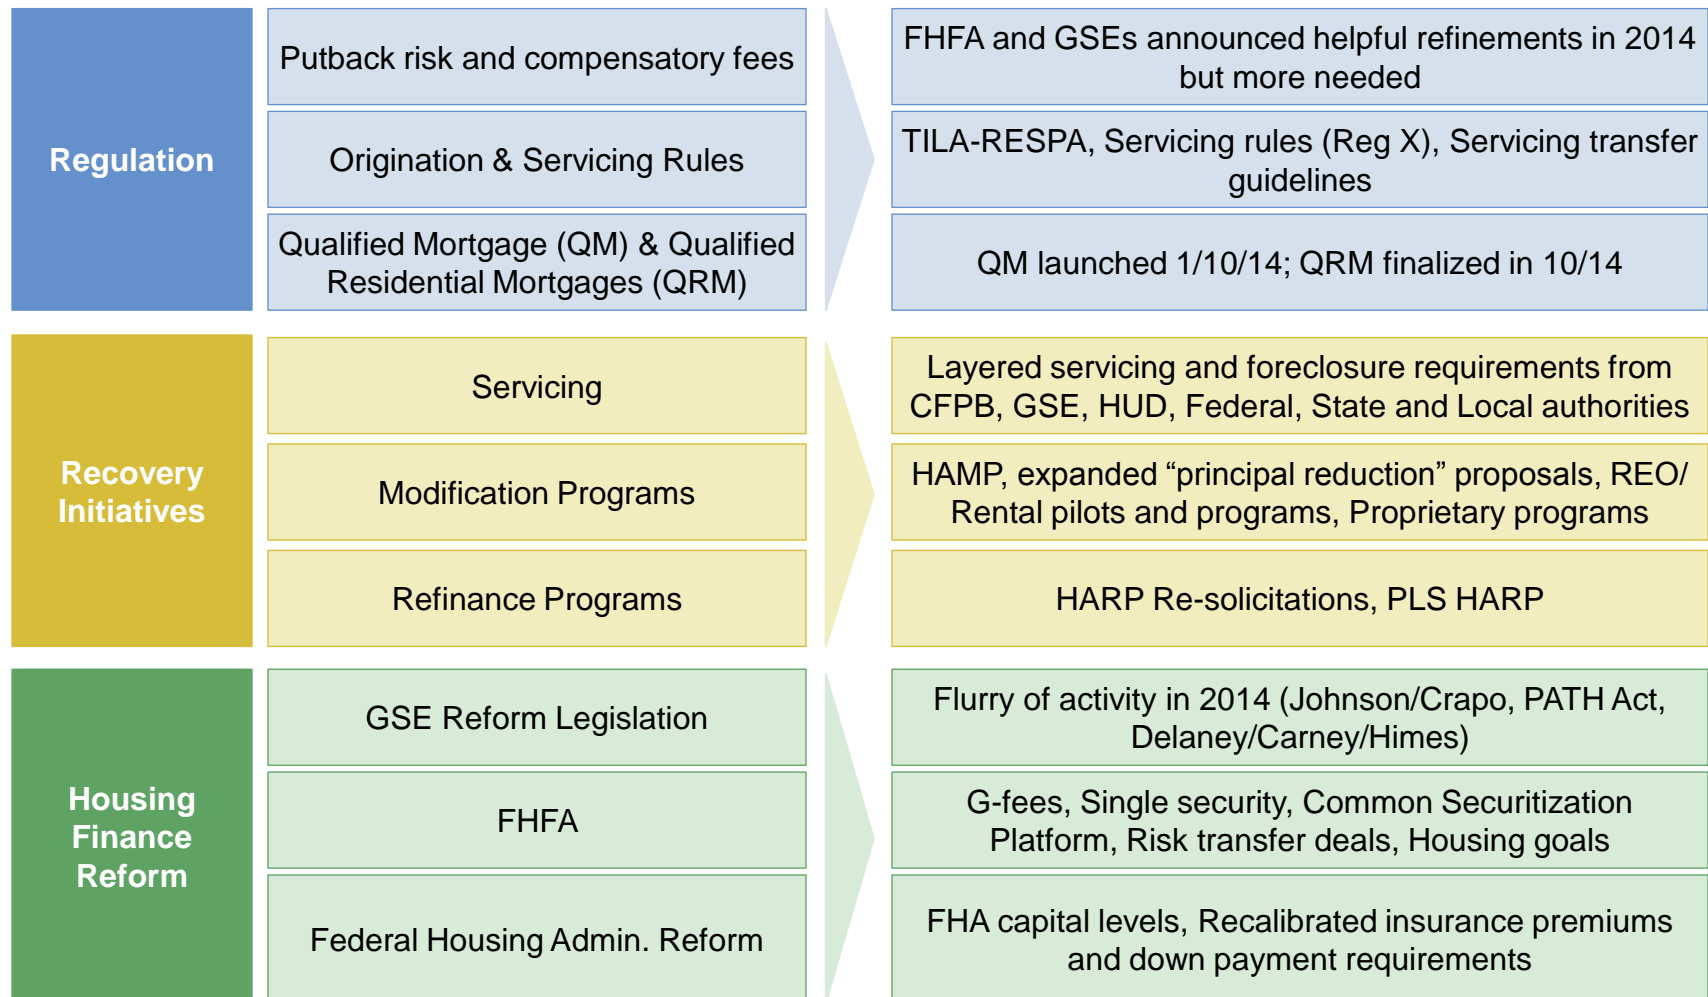 Regulation
Putback risk and compensatory fees
FHFA and GSEs announced helpful refinements in 2014
but more needed
Origination & Servicing Rules
TILA-RESPA, Servicing rules (Reg X), Servicing transfer
guidelines
Qualified Mortgage (QM) & Qualified
Residential Mortgages (QRM)
QM launched 1/10/14; QRM finalized in 10/14
Recovery
Initiatives
Servicing
Layered servicing and foreclosure requirements from
CFPB, GSE, HUD, Federal, State and Local authorities
Modification Programs
HAMP, expanded “principal reduction” proposals, REO/
Rental pilots and programs, Proprietary programs
Refinance Programs
HARP Re-solicitations, PLS HARP
Housing
Finance
Reform
GSE Reform Legislation
Flurry of activity in 2014 (Johnson/Crapo, PATH Act,
Delaney/Carney/Himes)
FHFA
G-fees, Single security, Common Securitization
Platform, Risk transfer deals, Housing goals
Federal Housing Admin. Reform
FHA capital levels, Recalibrated insurance premiums
and down payment requirements